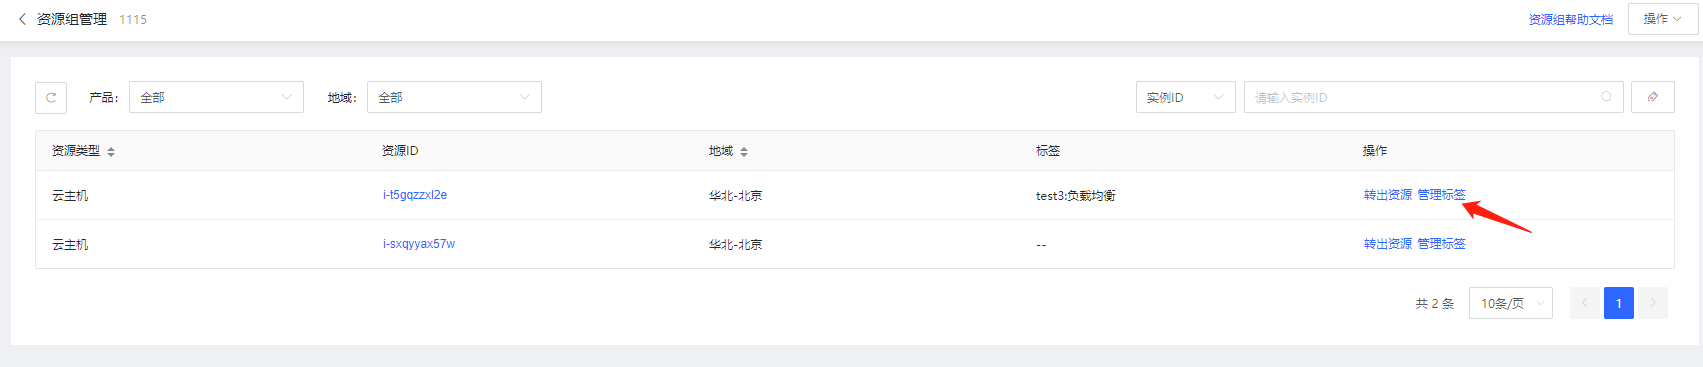 资源组管理 1115 资源组帮助文档 操作
产品： 全部 地域： 全部 实例ID 请输入实例ID
资源类型 资源ID 地域 标签 操作
云主机 i-t5gqzzxl2e 华北-北京 test3:负载均衡 转出资源 管理标签
云主机 i-sxqyyax57w 华北-北京 -- 转出资源 管理标签
共 2 条 10条/页 1